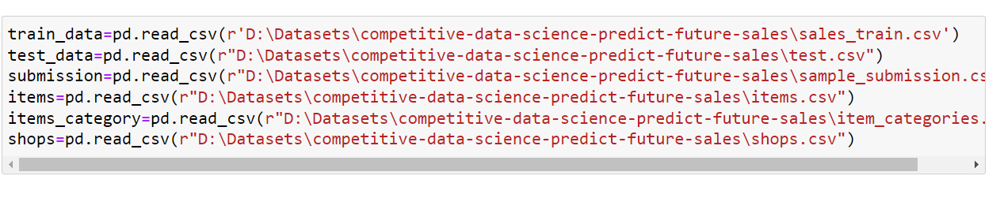 train_data=pd.read_csv(r'D:\Datasets\competitive-data-science-predict-future-sales\sales_train.csv')
test_data=pd.read_csv(r"D:\Datasets\competitive-data-science-predict-future-sales\test.csv")
submission=pd.read_csv(r"D:\Datasets\competitive-data-science-predict-future-sales\sample_submission.cs
items=pd.read_csv(r"D:\Datasets\competitive-data-science-predict-future-sales\items.csv")
items_category=pd.read_csv(r"D:\Datasets\competitive-data-science-predict-future-sales\item_categories.
shops=pd.read_csv(r"D:\Datasets\competitive-data-science-predict-future-sales\shops.csv")